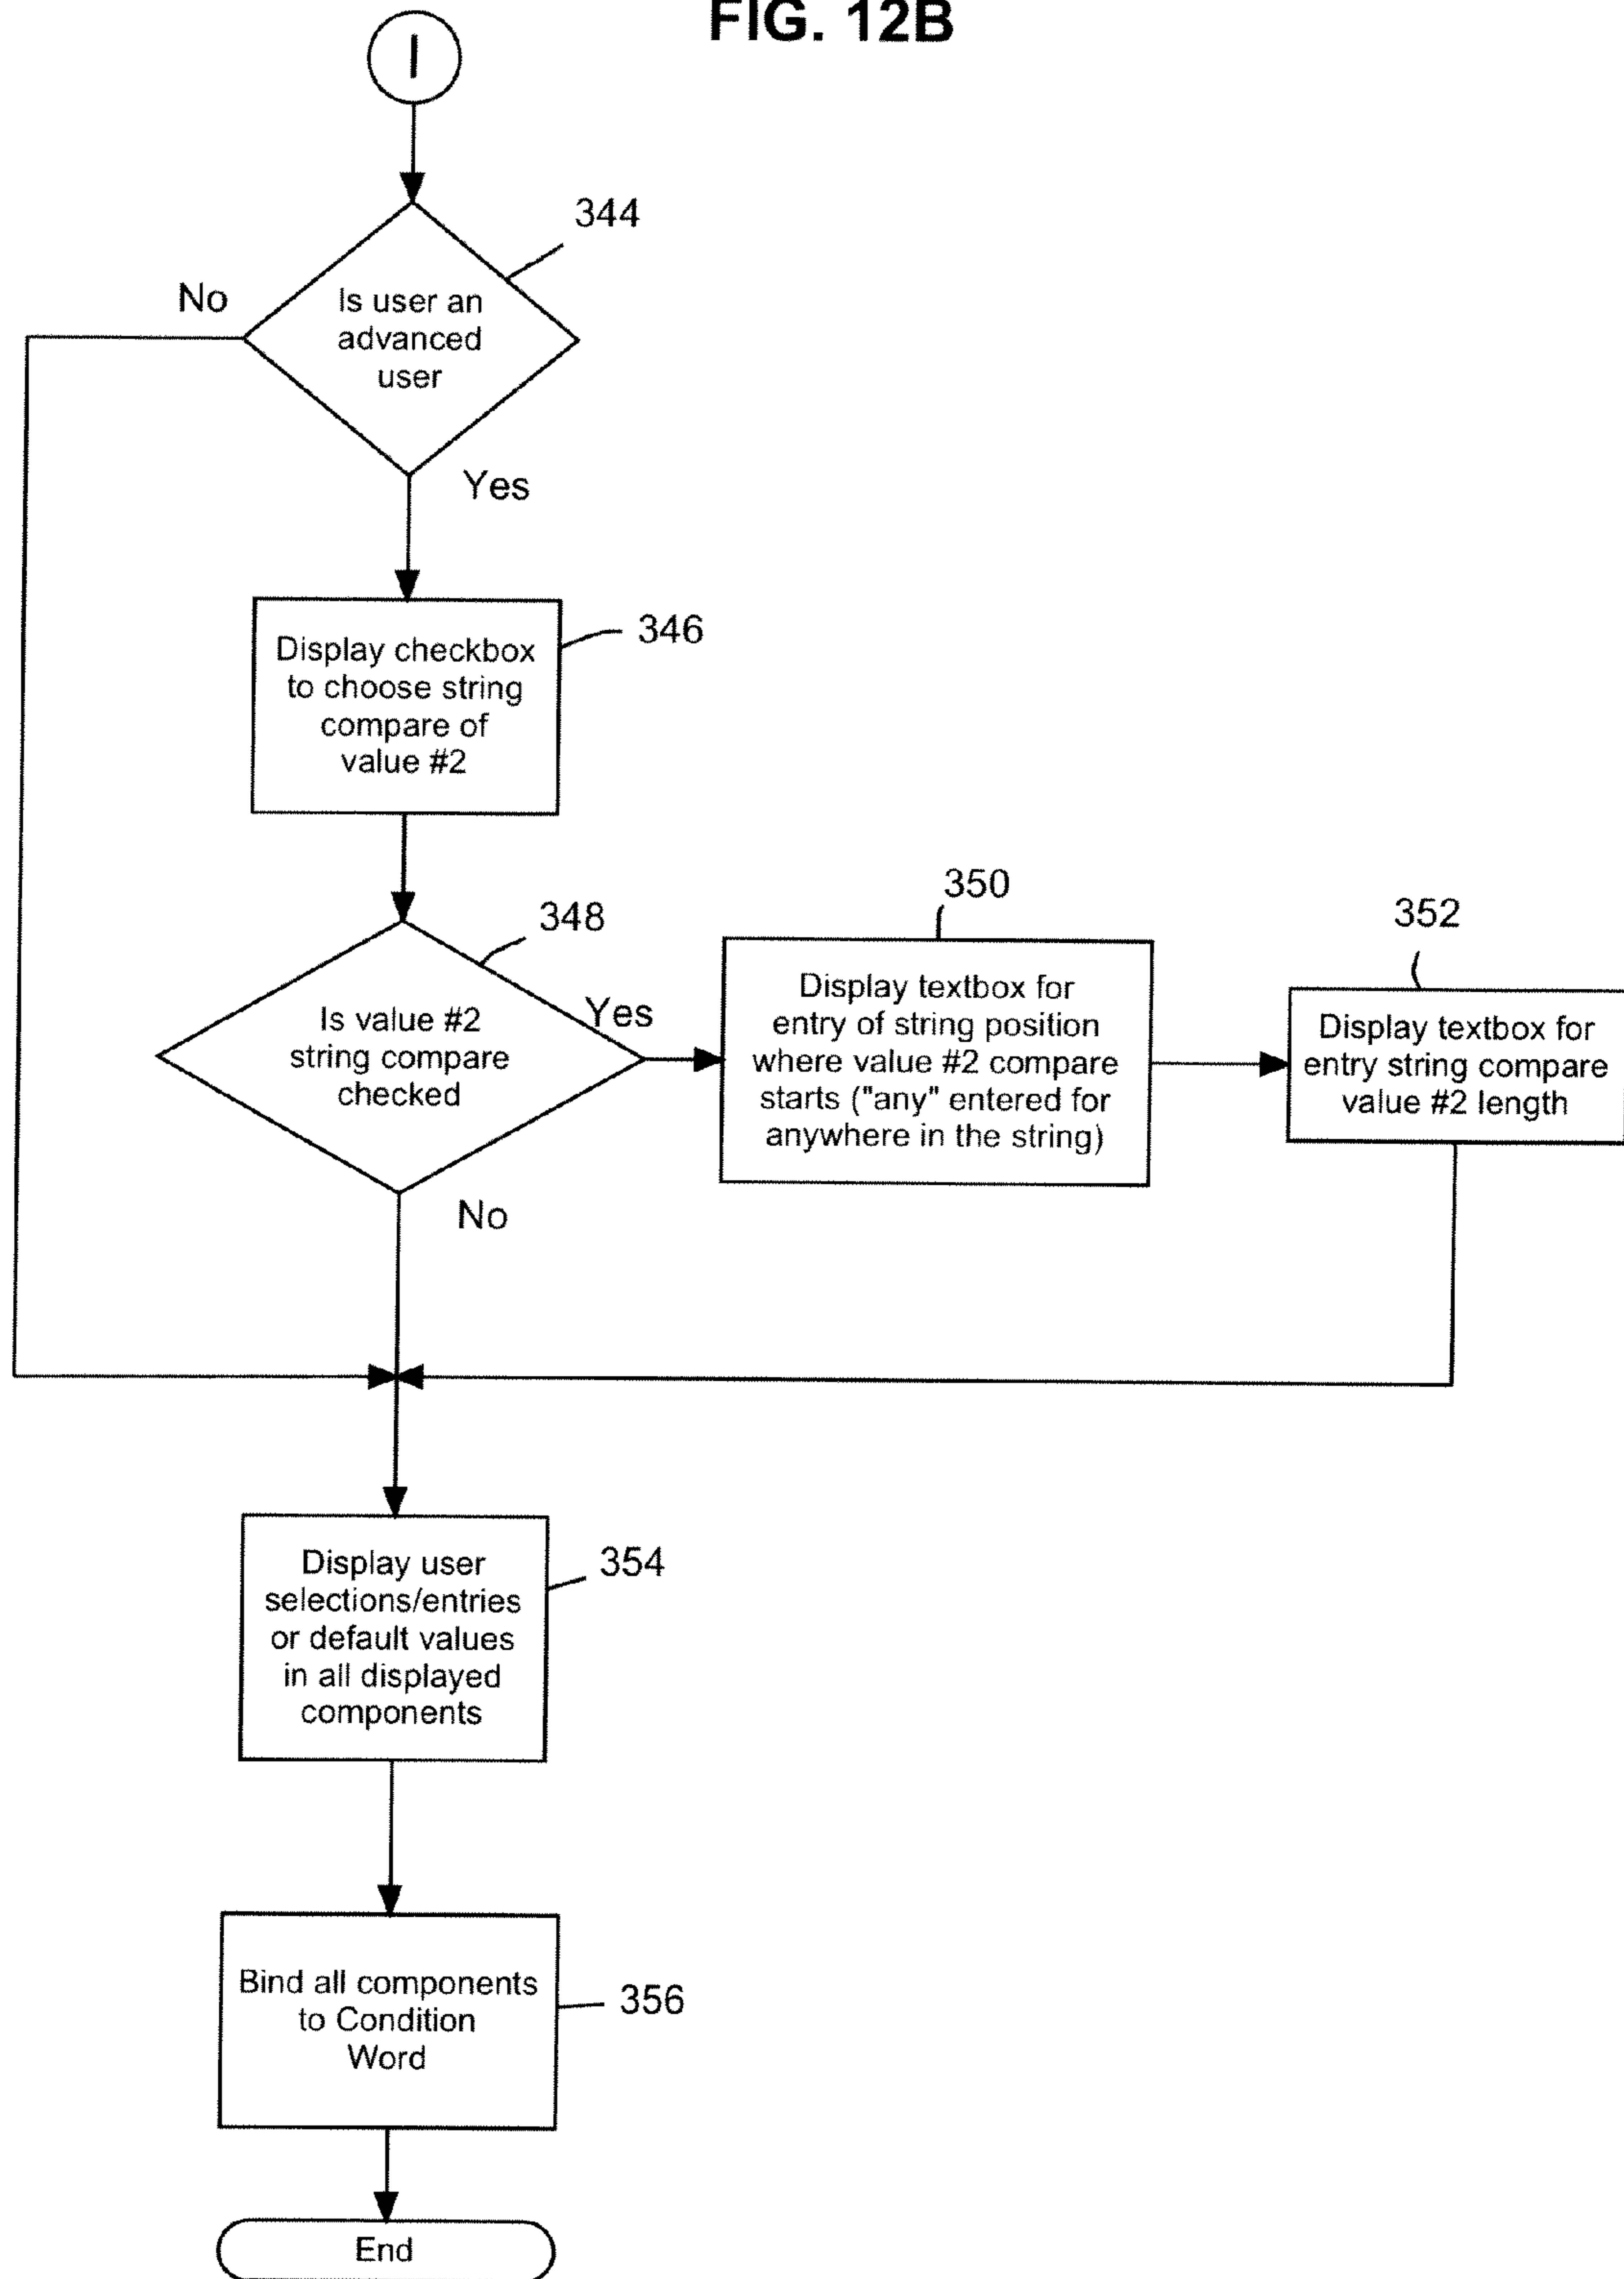 FIG. 12B
I
344
No
Is user an
advanced
user
Yes
346
Display checkbox
to choose string
compare of
value #2
348
Is value #2
string compare
checked
Yes
350
Display textbox for
entry of string position
where value #2 compare
starts ("any" entered for
anywhere in the string)
352
Display textbox for
entry string compare
value #2 length
No
354
Display user
selections/entries
or default values
in all displayed
components
356
Bind all components
to Condition
Word
End